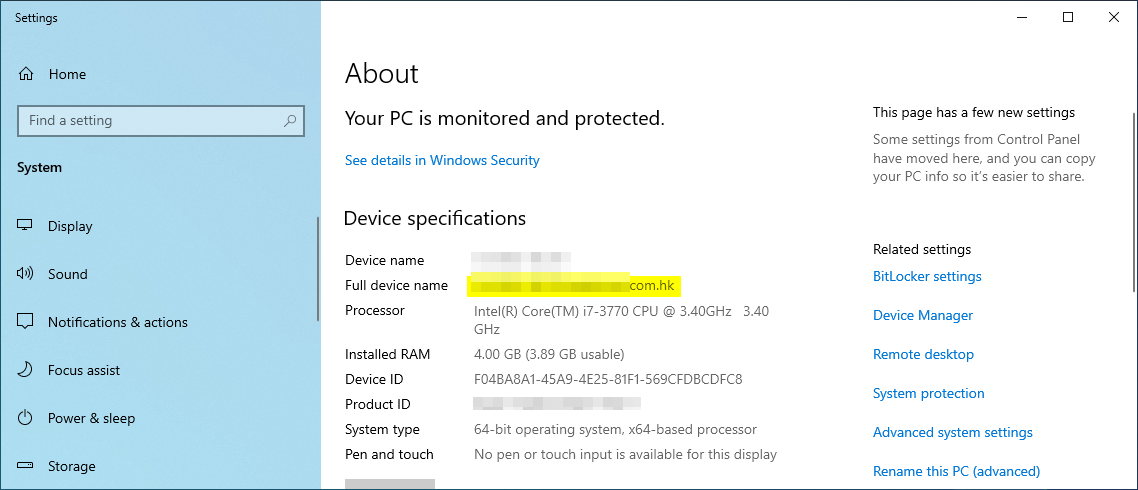 Settings
Home
Find a setting
System
Display
Sound
Notifications & actions
Focus assist
Power & sleep
Storage
About
Your PC is monitored and protected.
See details in Windows Security
Device specifications
Device name
Full device name com.hk
Processor Intel(R) Core(TM) i7-3770 CPU @ 3.40GHz 3.40
GHz
Installed RAM 4.00 GB (3.89 GB usable)
Device ID F04BA8A1-45A9-4E25-81F1-569CFDBCDFC8
Product ID
System type 64-bit operating system, x64-based processor
Pen and touch No pen or touch input is available for this display
This page has a few new settings
Some settings from Control Panel
have moved here, and you can copy
your PC info so it’s easier to share.
Related settings
BitLocker settings
Device Manager
Remote desktop
System protection
Advanced system settings
Rename this PC (advanced)